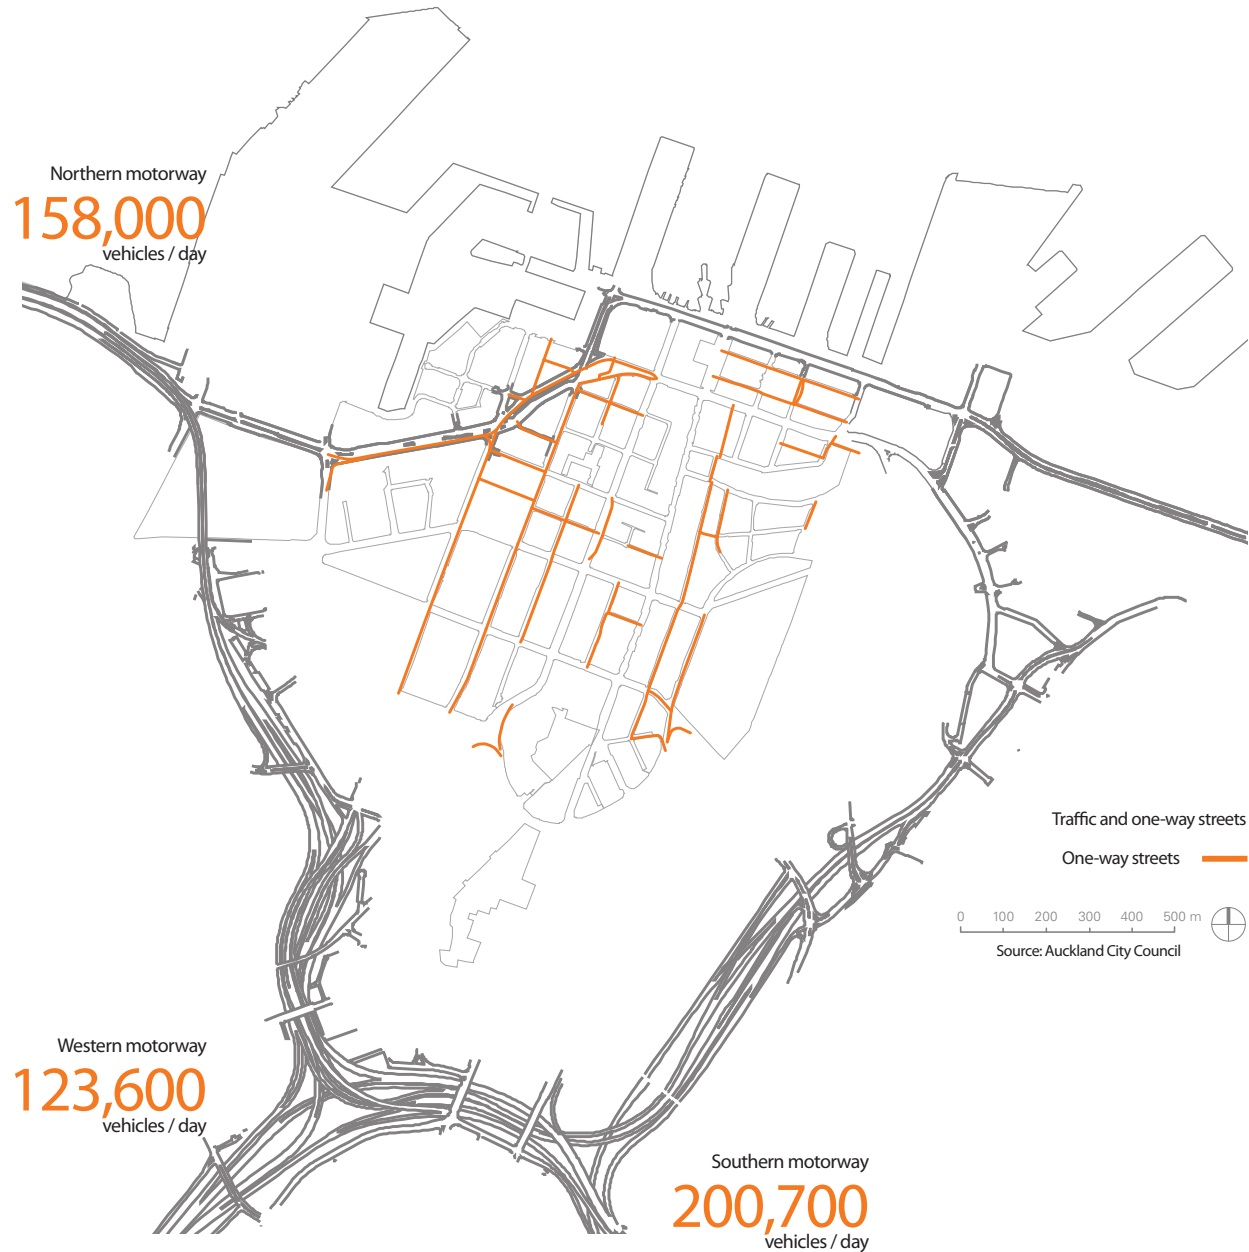 Northern motorway
158,000
vehicles / day
Traffic and one-way streets
One-way streets
0 100 200 300 400 500 m
Source: Auckland City Council
Western motorway
123,600
vehicles / day
Southern motorway
200,700
vehicles / day